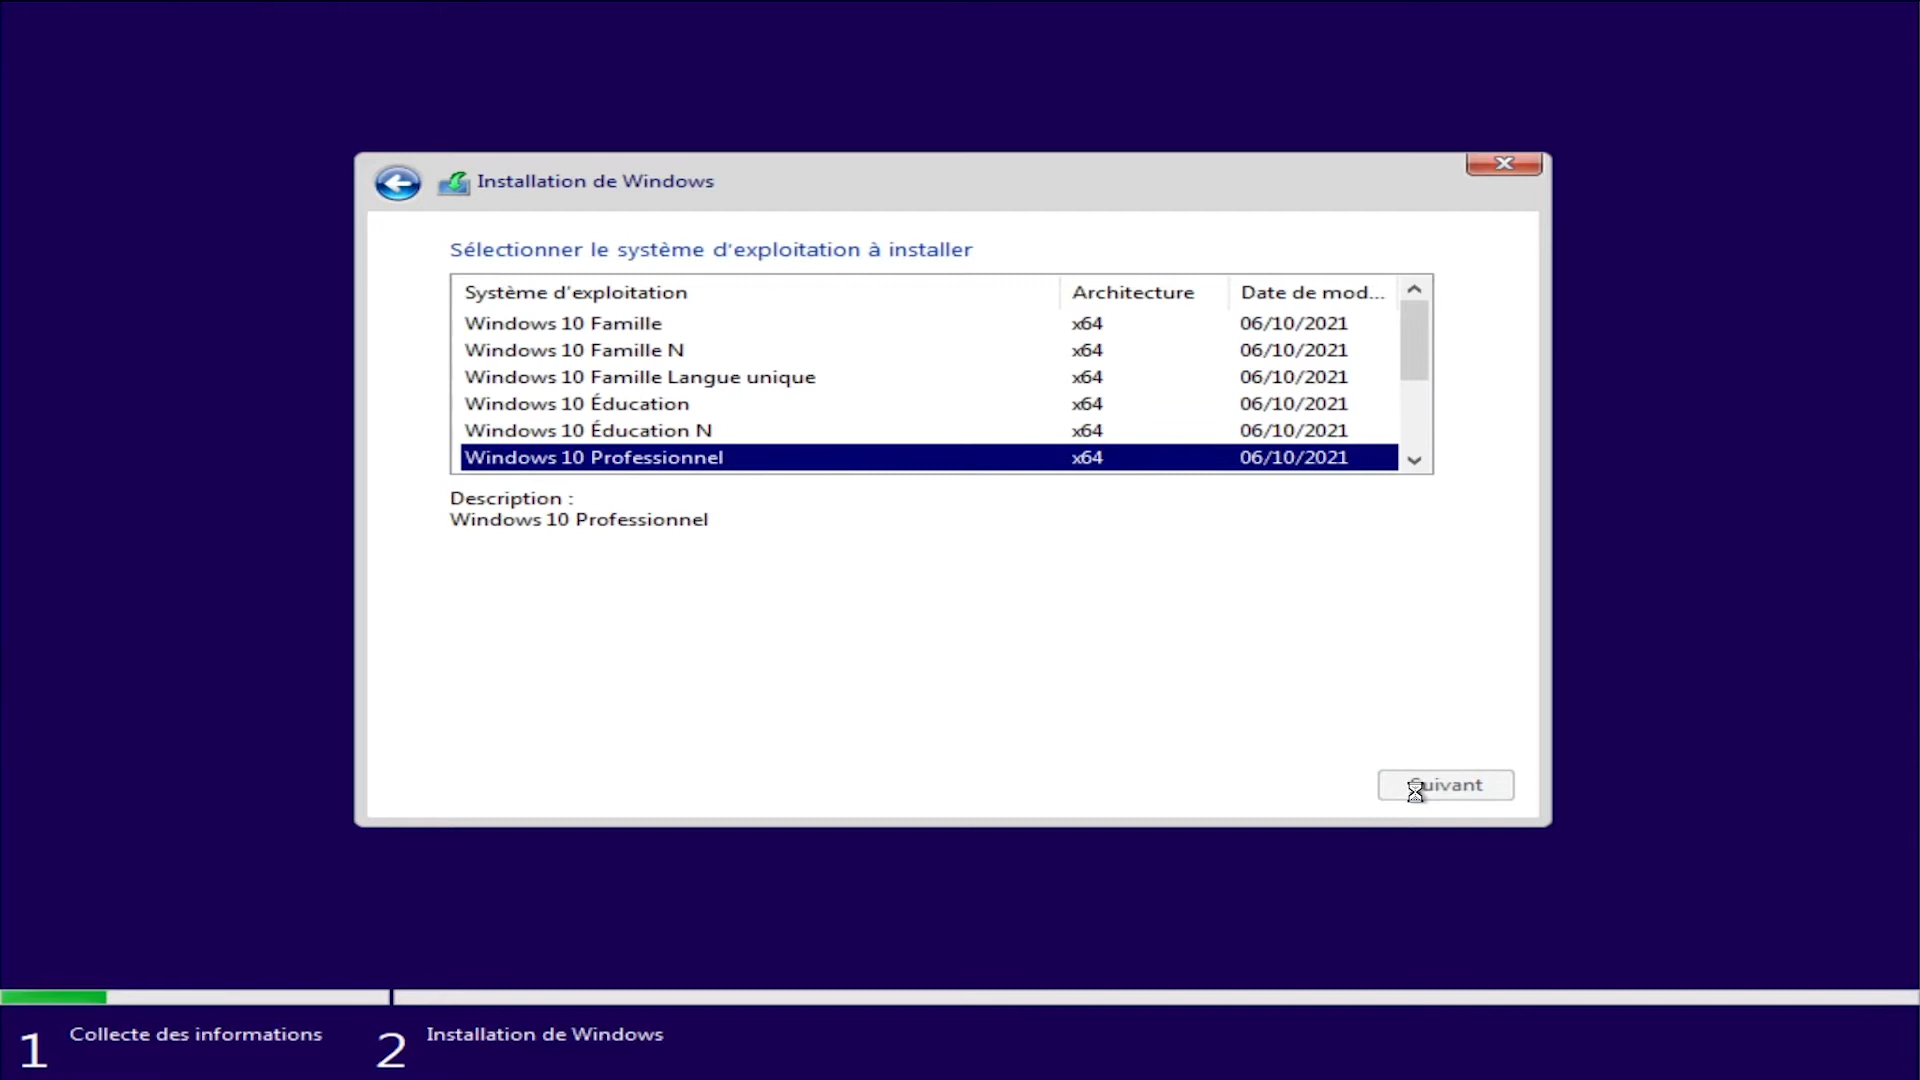 Installation de Windows
Sélectionner le système d'exploitation à installer
Système d'exploitation Architecture Date de mod...
Windows 10 Famille x64 06/10/2021
Windows 10 Famille N x64 06/10/2021
Windows 10 Famille Langue unique x64 06/10/2021
Windows 10 Éducation x64 06/10/2021
Windows 10 Éducation N x64 06/10/2021
Windows 10 Professionnel x64 06/10/2021
Description :
Windows 10 Professionnel
Suivant
1 Collecte des informations 2 Installation de Windows